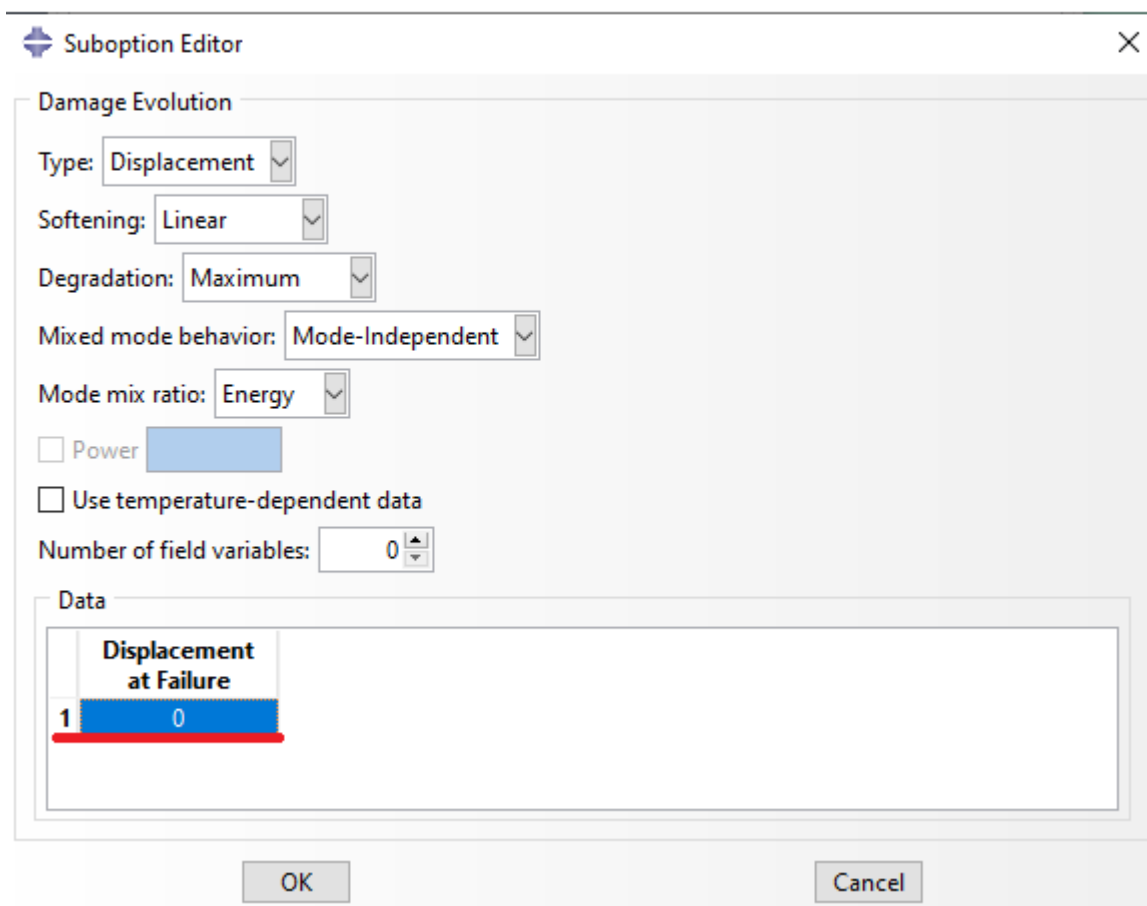 Suboption Editor
Damage Evolution
Type: Displacement
Softening: Linear
Degradation: Maximum
Mixed mode behavior: Mode-Independent
Mode mix ratio: Energy
Power
Use temperature-dependent data
Number of field variables: 0
Data
Displacement
at Failure
1 0
OK Cancel